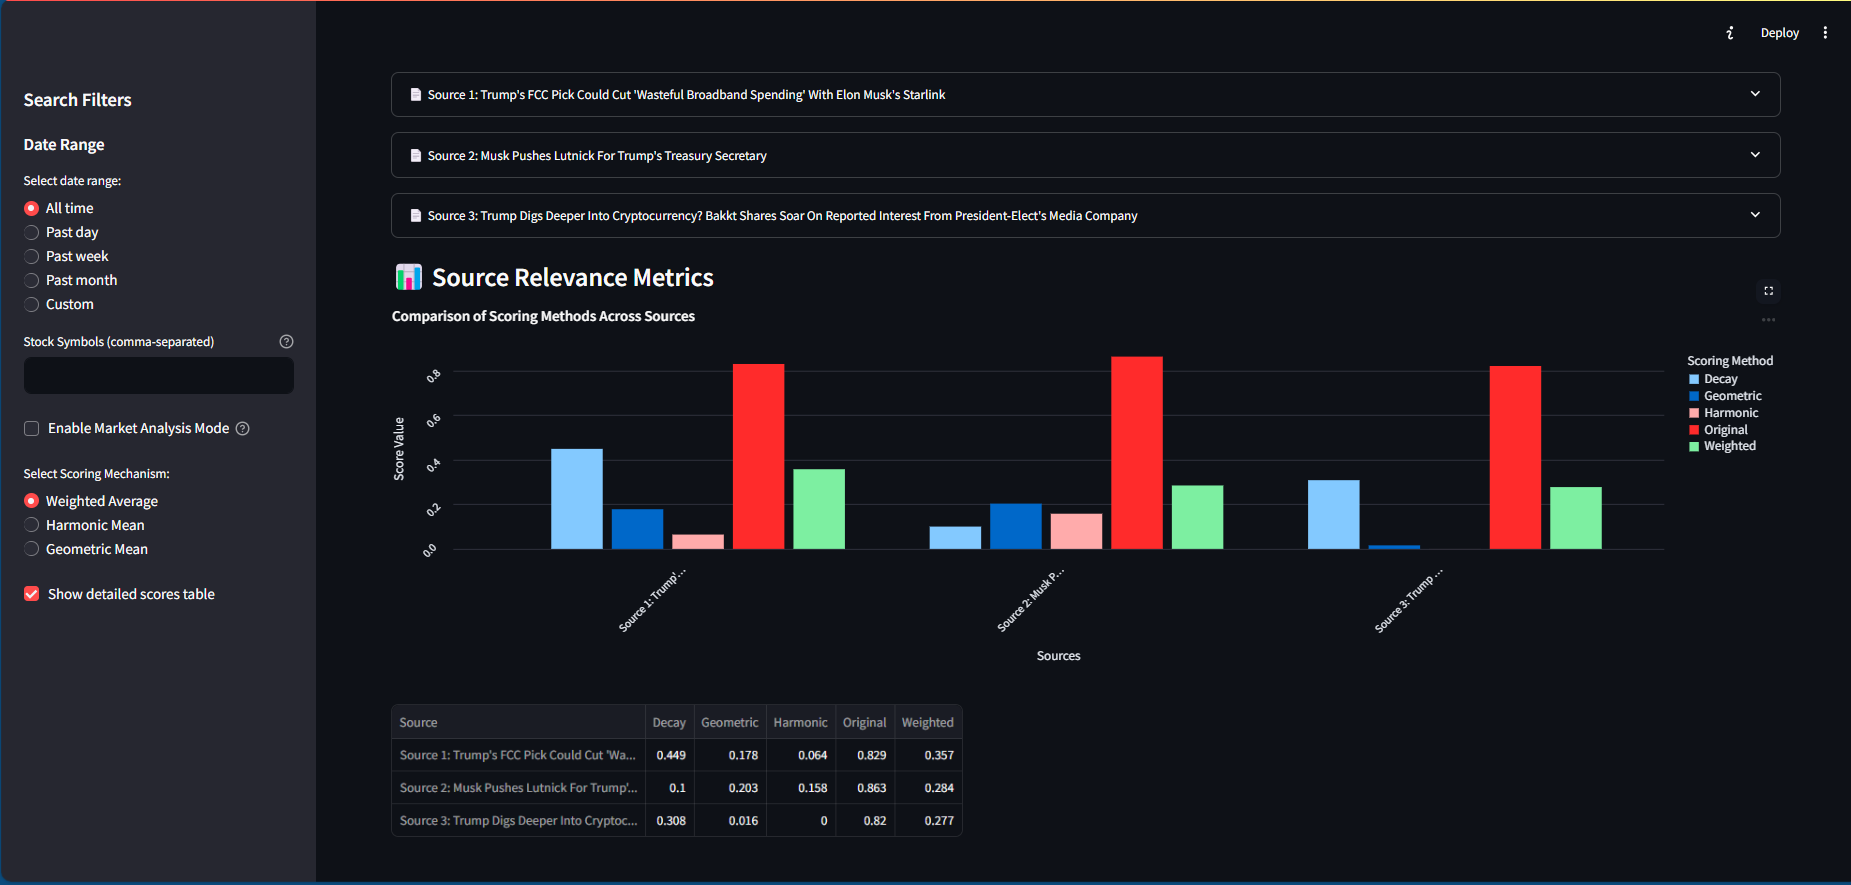 Deploy
Search Filters
Date Range
Select date range:
All time
Past day
Past week
Past month
Custom
Stock Symbols (comma-separated)
Enable Market Analysis Mode
Select Scoring Mechanism:
Weighted Average
Harmonic Mean
Geometric Mean
Show detailed scores table
Source 1: Trump's FCC Pick Could Cut 'Wasteful Broadband Spending' With Elon Musk's Starlink
Source 2: Musk Pushes Lutnick For Trump's Treasury Secretary
Source 3: Trump Digs Deeper Into Cryptocurrency? Bakkt Shares Soar On Reported Interest From President-Elect's Media Company
Source Relevance Metrics
Comparison of Scoring Methods Across Sources
Score Value
0.8
0.6
0.4
0.2
0.0
Source 1: Trump'...
Source 2: Musk P...
Source 3: Trump ...
Sources
Scoring Method
Decay
Geometric
Harmonic
Original
Weighted
Source Decay Geometric Harmonic Original Weighted
Source 1: Trump's FCC Pick Could Cut 'Wa... 0.449 0.178 0.064 0.829 0.357
Source 2: Musk Pushes Lutnick For Trump'... 0.1 0.203 0.158 0.863 0.284
Source 3: Trump Digs Deeper Into Cryptoc... 0.308 0.016 0 0.82 0.277